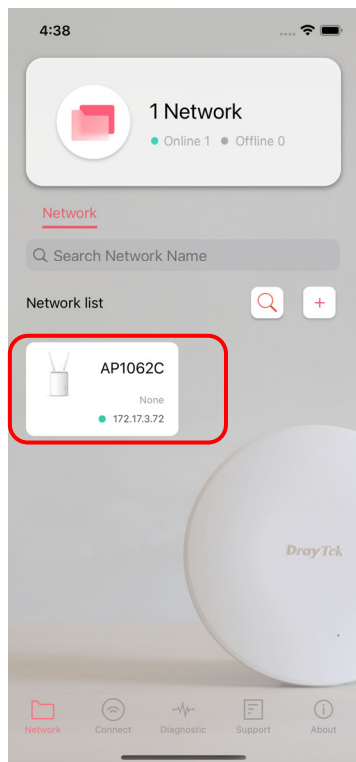 4:38
1 Network
Online 1 Offline 0
Network
Search Network Name
Network list
+
AP1062C
None
172.17.3.72
DrayTek
Network Connect Diagnostic Support About